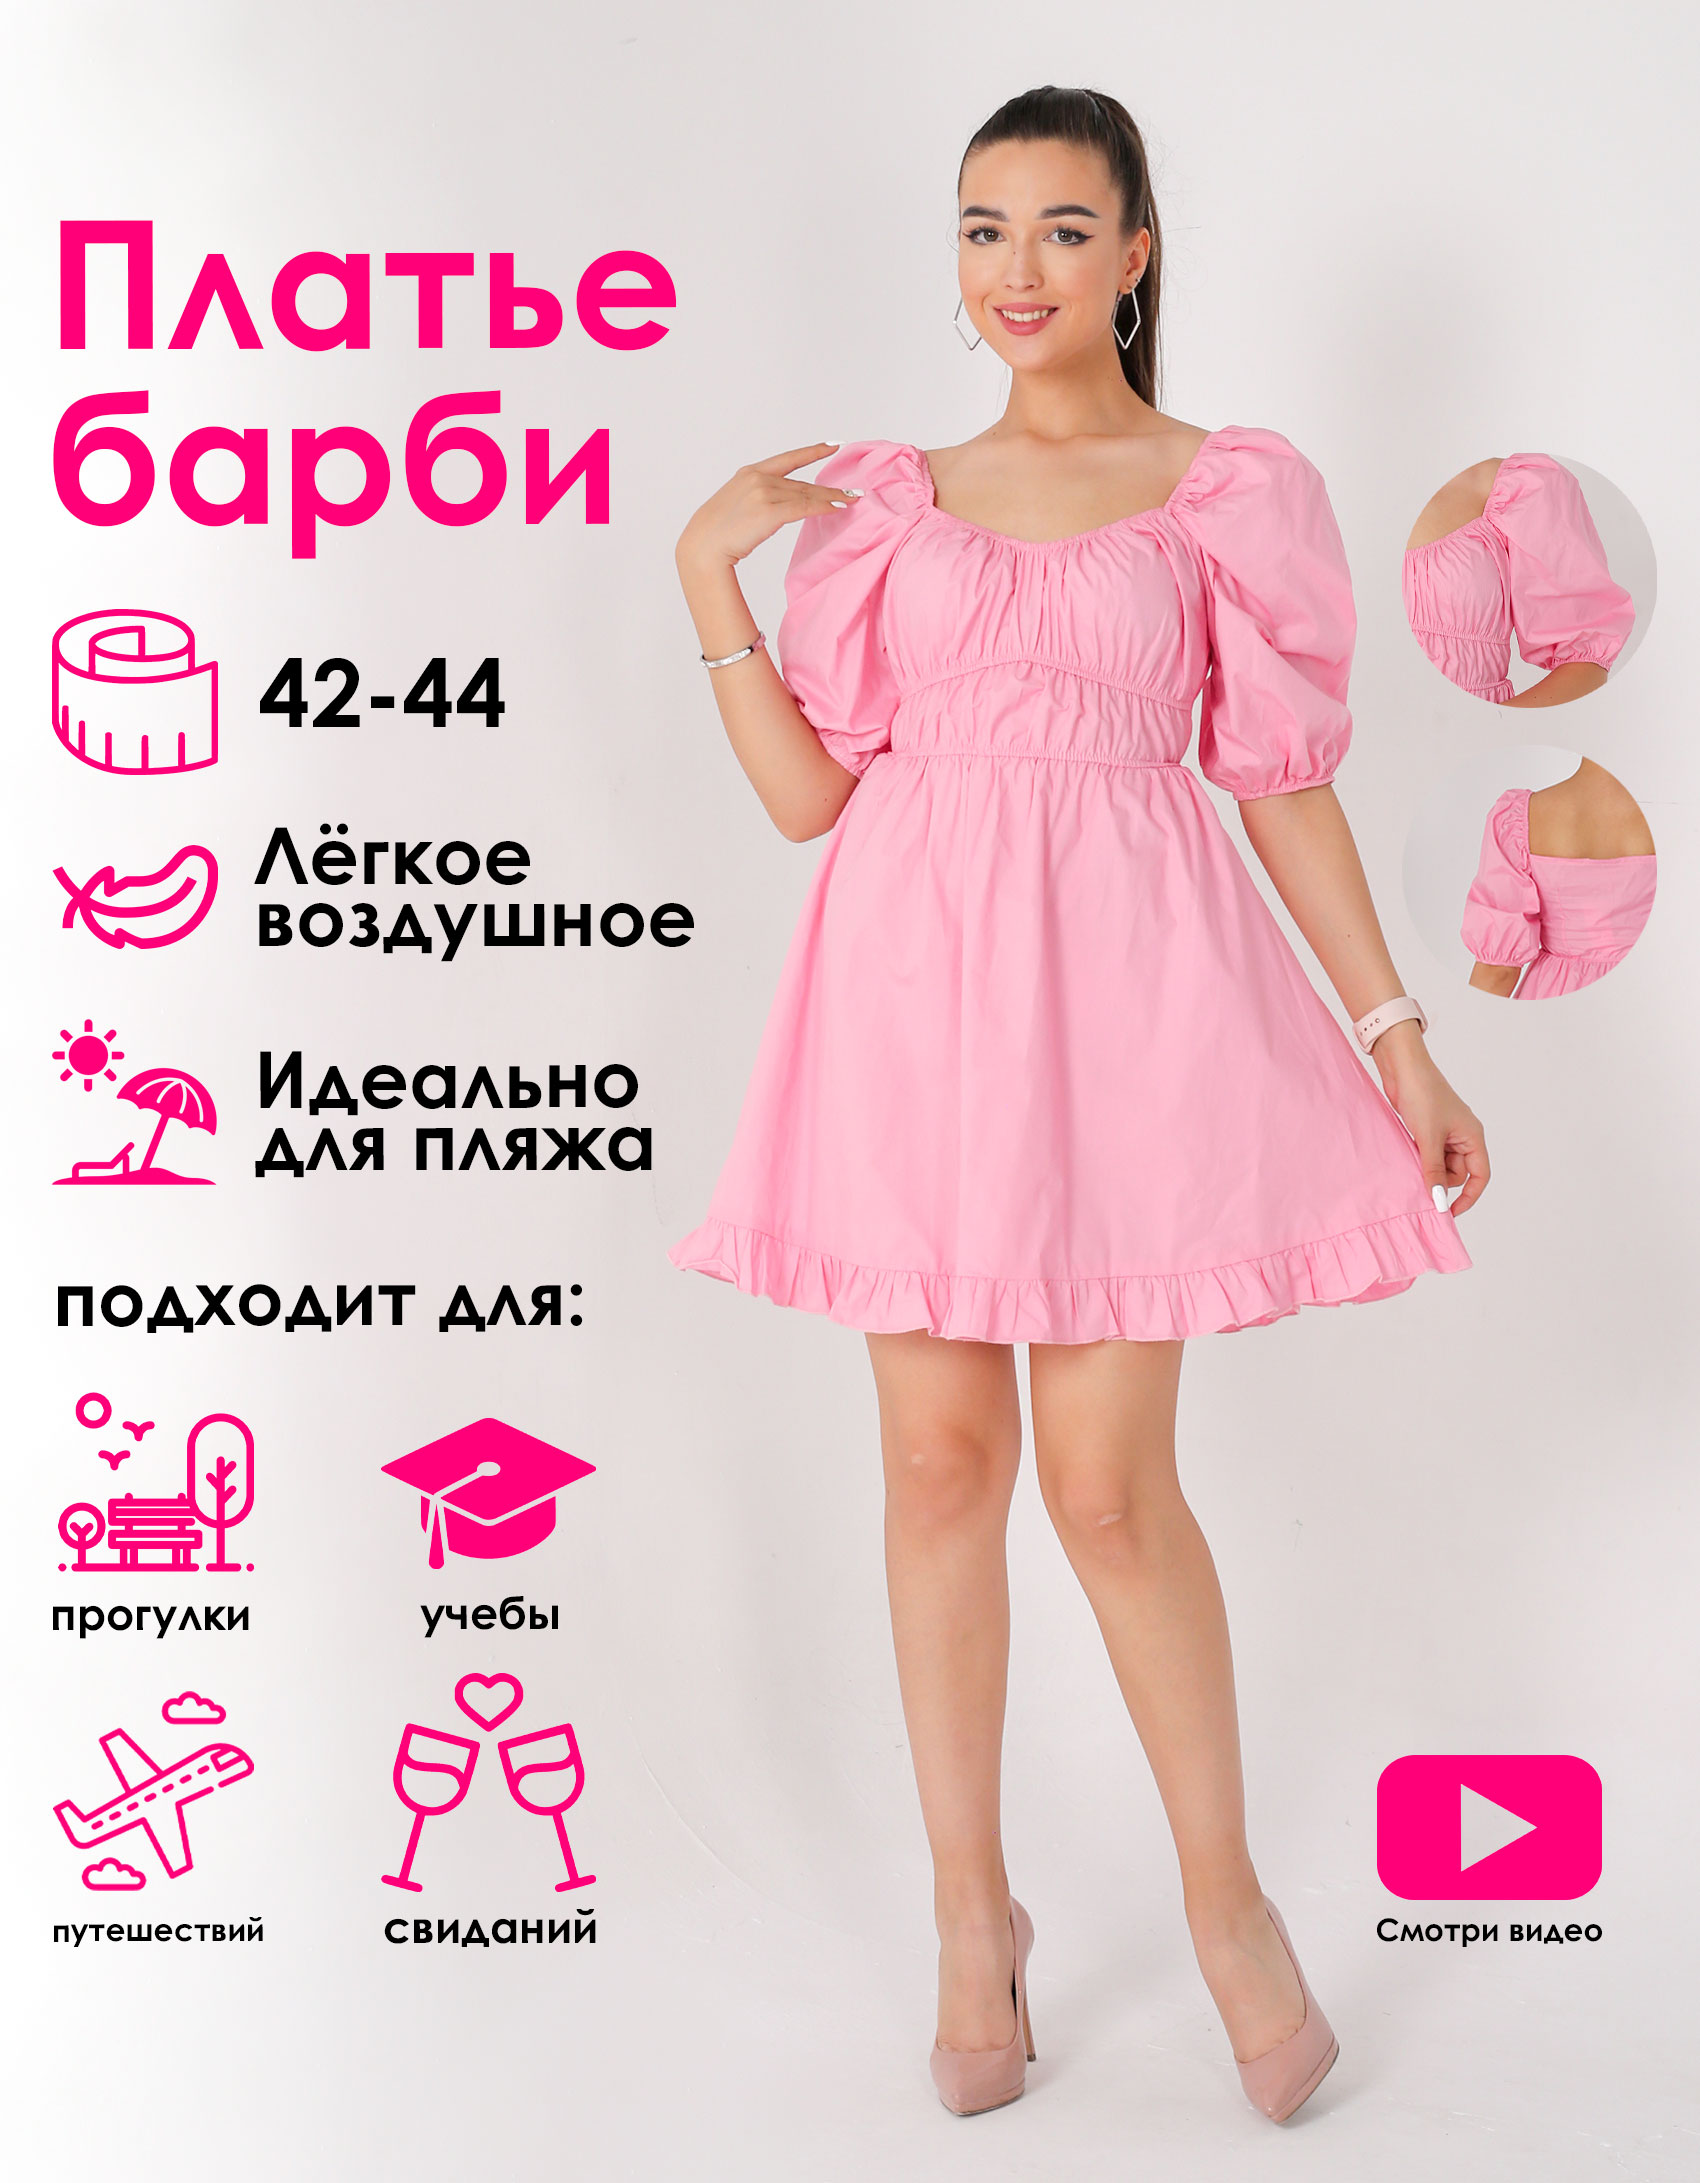 Платье
барби
42-44
Лёгкое
воздушное
Идеально
для пляжа
подходит для:
прогулки
учебы
путешествий
свиданий
Смотри видео